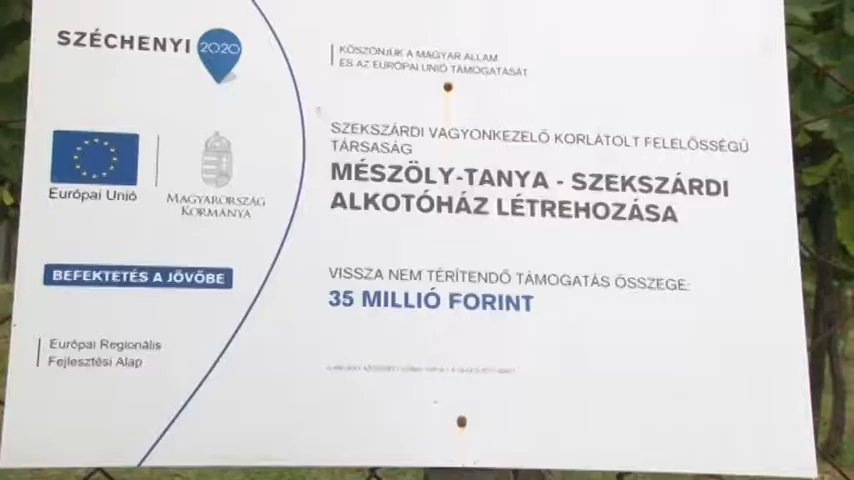 SZÉCHENYI 2020
KÖSZÖNJÜK A MAGYAR ÁLLAM
ÉS AZ EURÓPAI UNIÓ TÁMOGATÁSÁT
SZEKSZÁRDI VAGYONKEZELŐ KORLÁTOLT FELELŐSSÉGŰ
TÁRSASÁG
MÉSZÖLY-TANYA - SZEKSZÁRDI
ALKOTÓHÁZ LÉTREHOZÁSA
Európai Unió
MAGYARORSZÁG
KORMÁNYA
BEFEKTETÉS A JÖVŐBE
VISSZA NEM TÉRÍTENDŐ TÁMOGATÁS ÖSSZEGE:
35 MILLIÓ FORINT
Európai Regionális
Fejlesztési Alap